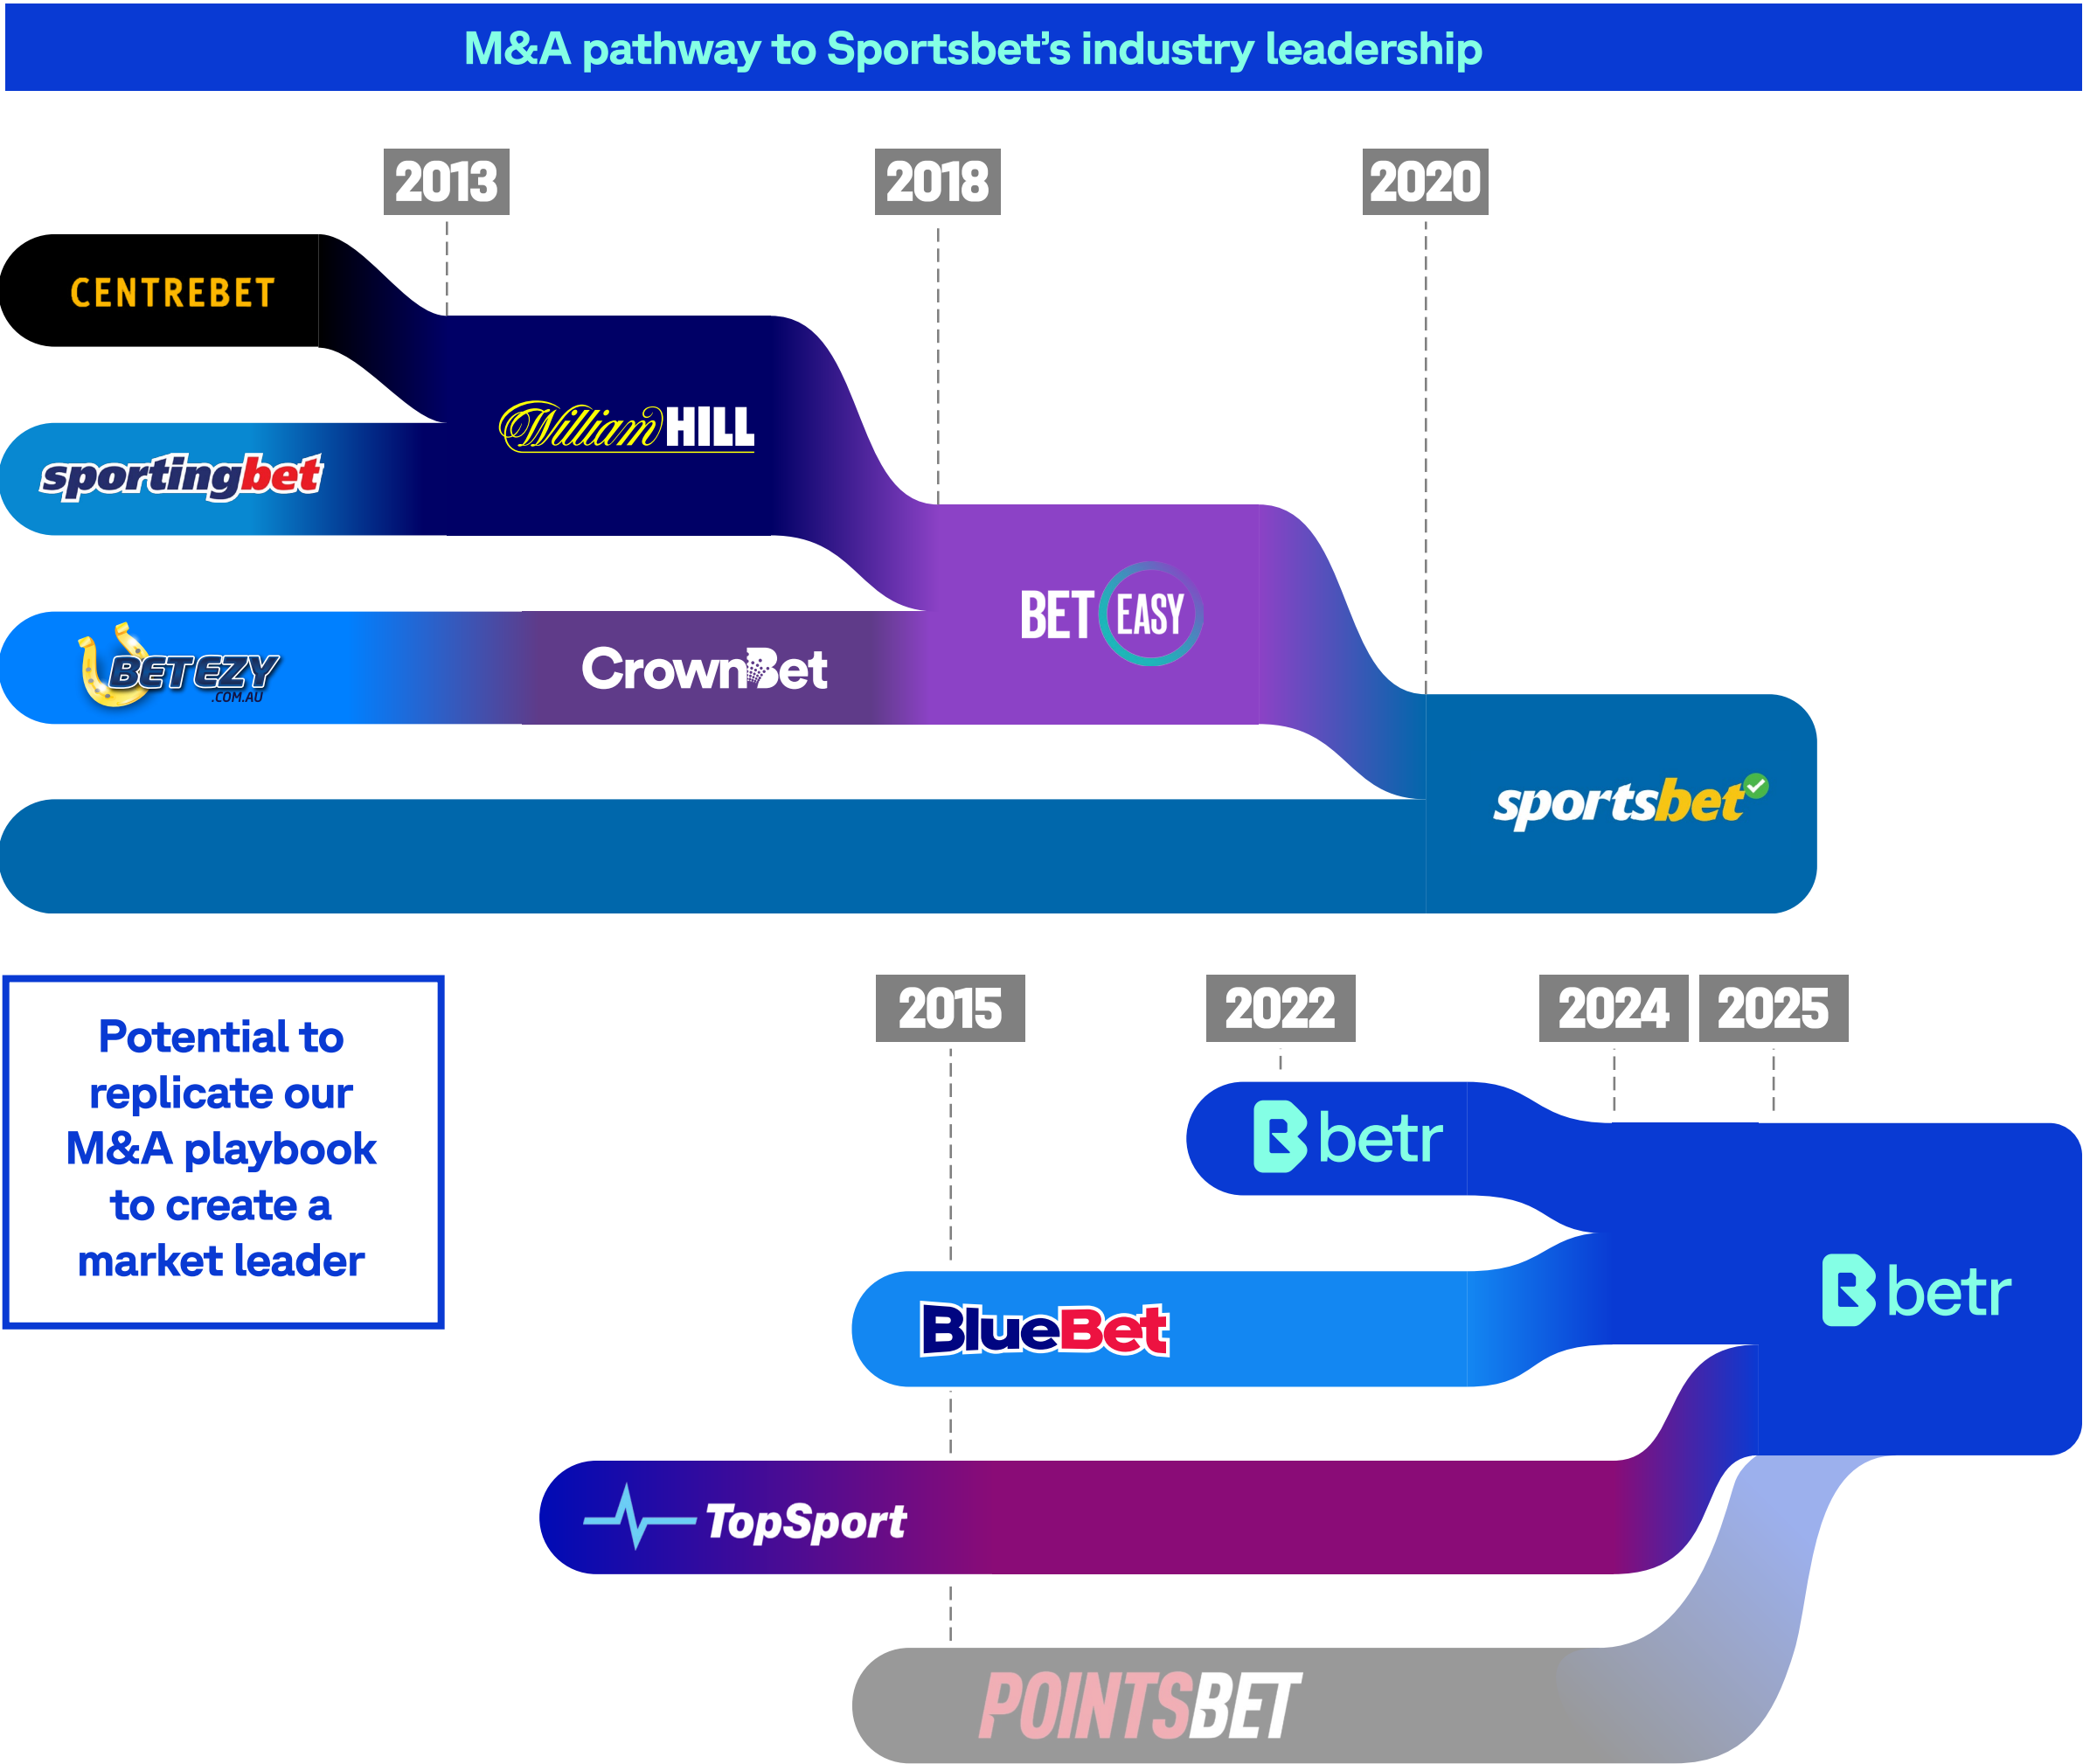 M&A pathway to Sportsbet's industry leadership
2013
2018
2020
CENTREBET
William HILL
sportingbet
BET EASY
BETEZY
.COM.AU
CrownBet
sportsbet
2015
2022
2024
2025
Potential to
replicate our
M&A playbook
to create a
market leader
betr
betr
BlueBet
TopSport
POINTSBET